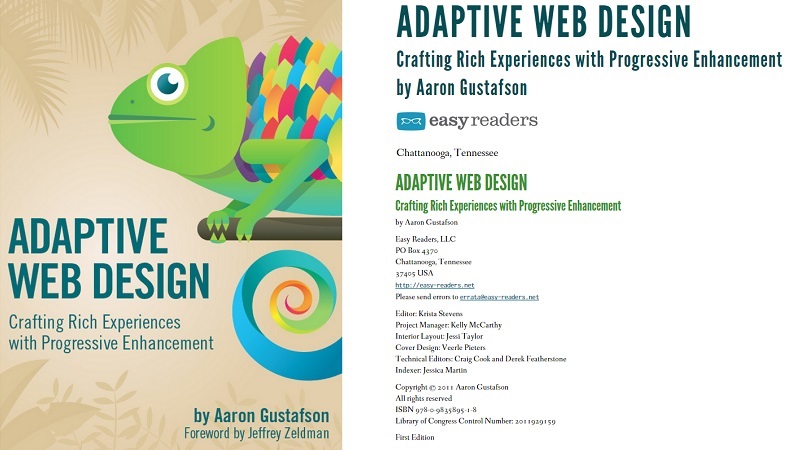 ADAPTIVE
WEB DESIGN
Crafting Rich Experiences
with Progressive Enhancement
by Aaron Gustafson
Foreword by Jeffrey Zeldman
ADAPTIVE WEB DESIGN
Crafting Rich Experiences with Progressive Enhancement
by Aaron Gustafson
easy readers
Chattanooga, Tennessee
ADAPTIVE WEB DESIGN
Crafting Rich Experiences with Progressive Enhancement
by Aaron Gustafson
Easy Readers, LLC
PO Box 4370
Chattanooga, Tennessee
37405 USA
http://easy-readers.net
Please send errors to errata@easy-readers.net
Editor: Krista Stevens
Project Manager: Kelly McCarthy
Interior Layout: Jessi Taylor
Cover Design: Veerle Pieters
Technical Editors: Craig Cook and Derek Featherstone
Indexer: Jessica Martin
Copyright © 2011 Aaron Gustafson
All rights reserved
ISBN 978-0-9835895-1-8
Library of Congress Control Number: 2011929159
First Edition